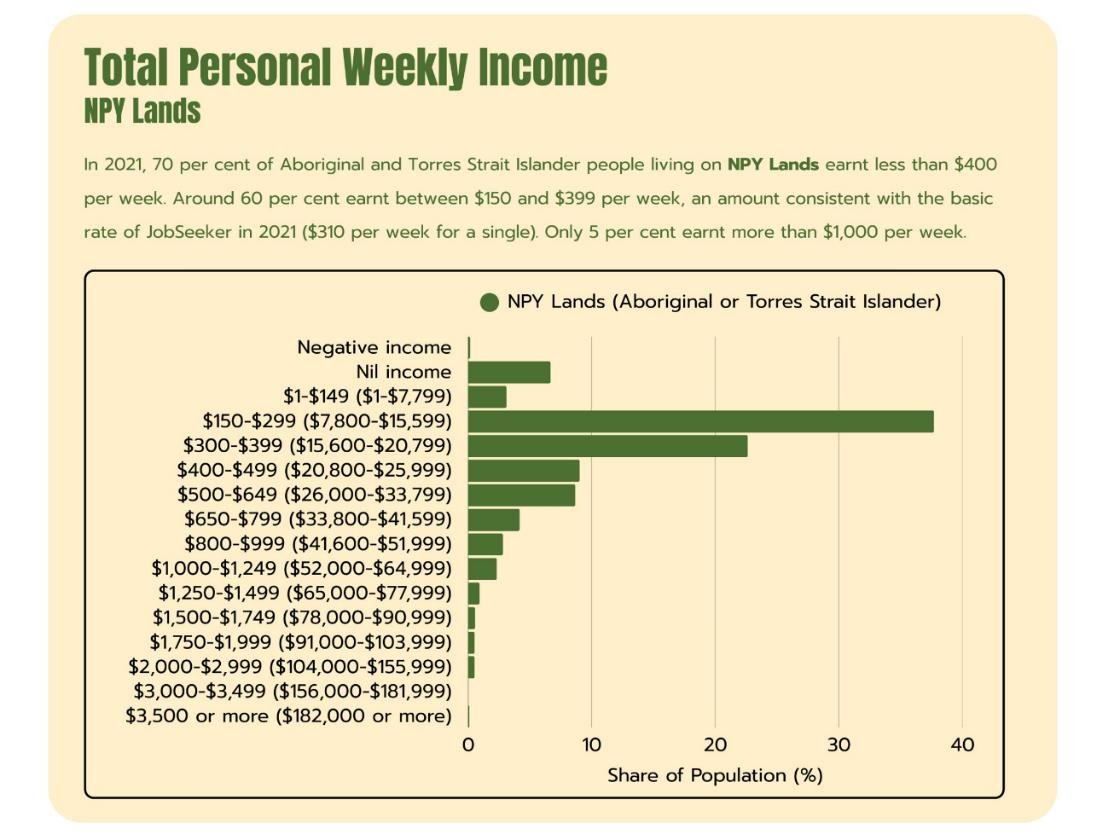 Total Personal Weekly Income
NPY Lands
In 2021, 70 per cent of Aboriginal and Torres Strait Islander people living on NPY Lands earnt less than $400
per week. Around 60 per cent earnt between $150 and $399 per week, an amount consistent with the basic
rate of JobSeeker in 2021 ($310 per week for a single). Only 5 per cent earnt more than $1,000 per week.
NPY Lands (Aboriginal or Torres Strait Islander)
Negative income
Nil income
$1-$149 ($1-$7,799)
$150-$299 ($7,800-$15,599)
$300-$399 ($15,600-$20,799)
$400-$499 ($20,800-$25,999)
$500-$649 ($26,000-$33,799)
$650-$799 ($33,800-$41,599)
$800-$999 ($41,600-$51,999)
$1,000-$1,249 ($52,000-$64,999)
$1,250-$1,499 ($65,000-$77,999)
$1,500-$1,749 ($78,000-$90,999)
$1,750-$1,999 ($91,000-$103,999)
$2,000-$2,999 ($104,000-$155,999)
$3,000-$3,499 ($156,000-$181,999)
$3,500 or more ($182,000 or more)
0 10 20 30 40
Share of Population (%)